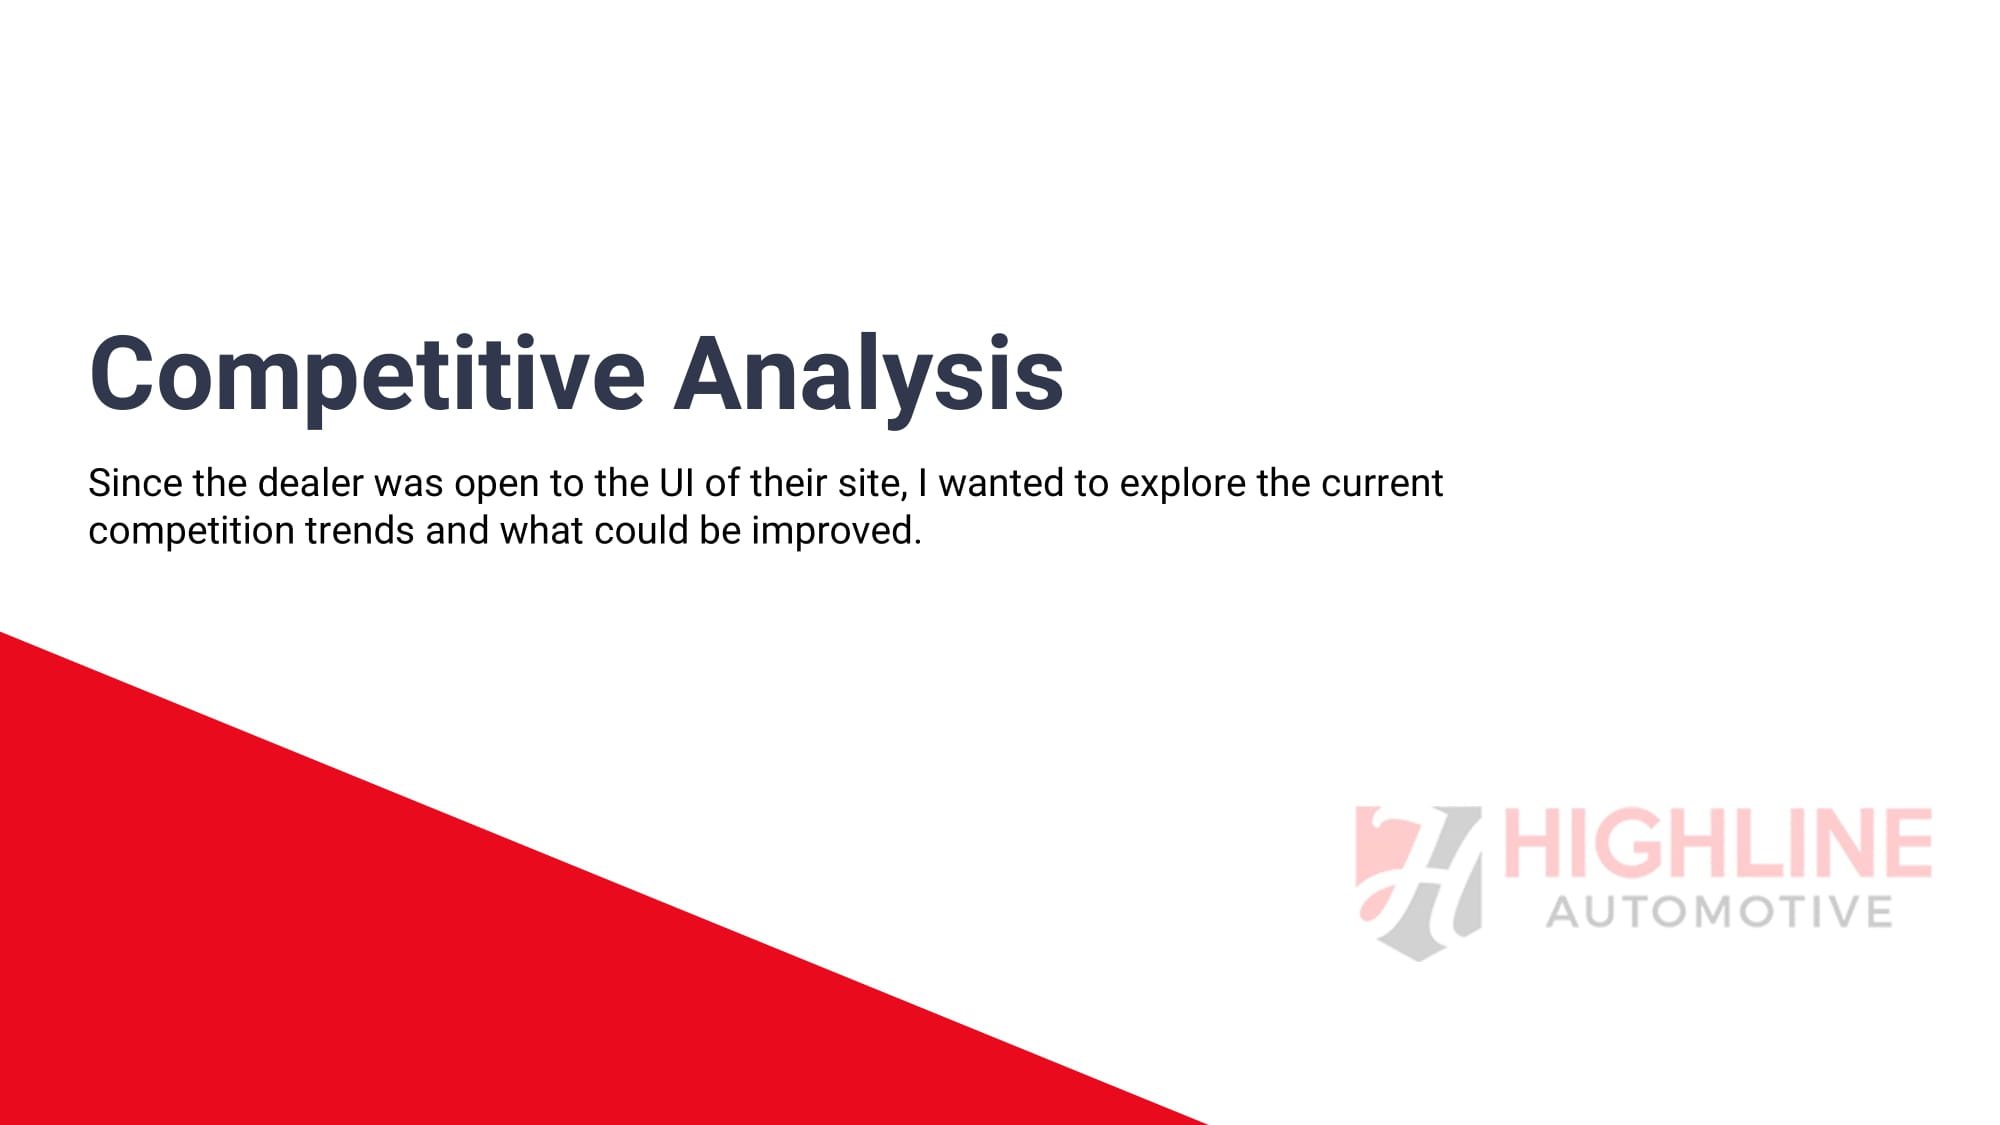 Competitive Analysis
Since the dealer was open to the UI of their site, I wanted to explore the current
competition trends and what could be improved.
HIGHLINE
AUTOMOTIVE